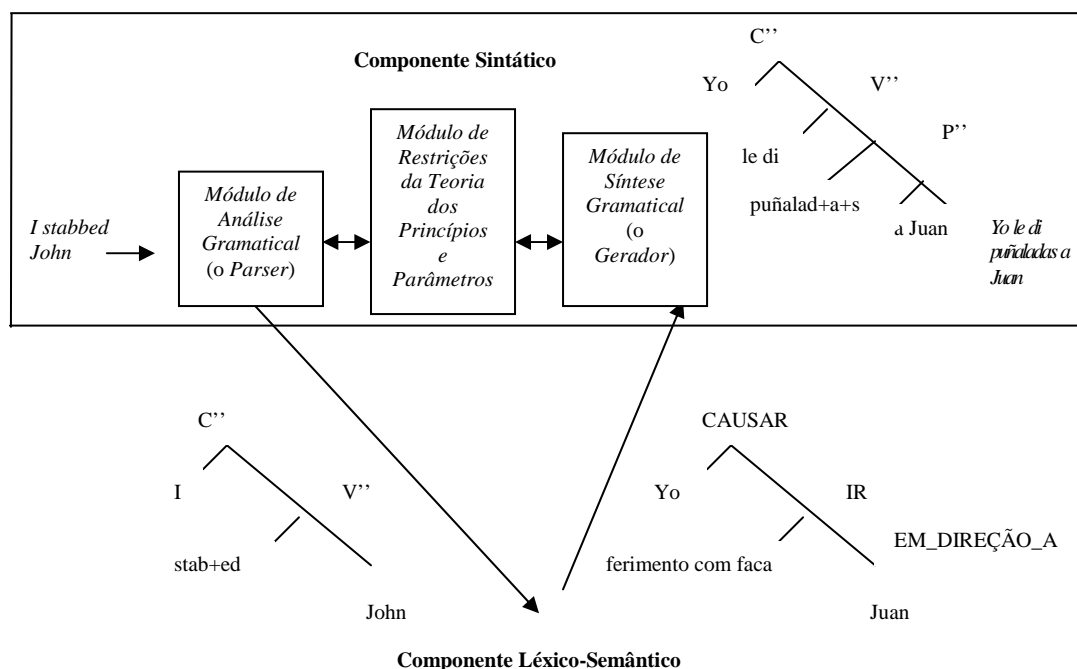 C’’
Componente Sintático
Yo
V’’
Módulo de
Restrições
da Teoria
dos
Princípios
e
Parâmetros
Módulo de
Síntese
Gramatical
(o
Gerador)
P’’
le di
Módulo de
Análise
Gramatical
(o Parser)
puñalad+a+s
I stabbed
John
a Juan
Yo le di
puñaladas a
Juan
C’’
I
V’’
stab+ed
John
CAUSAR
Yo
IR
EM_DIREÇÃO_A
ferimento com faca
Juan
Componente Léxico-Semântico